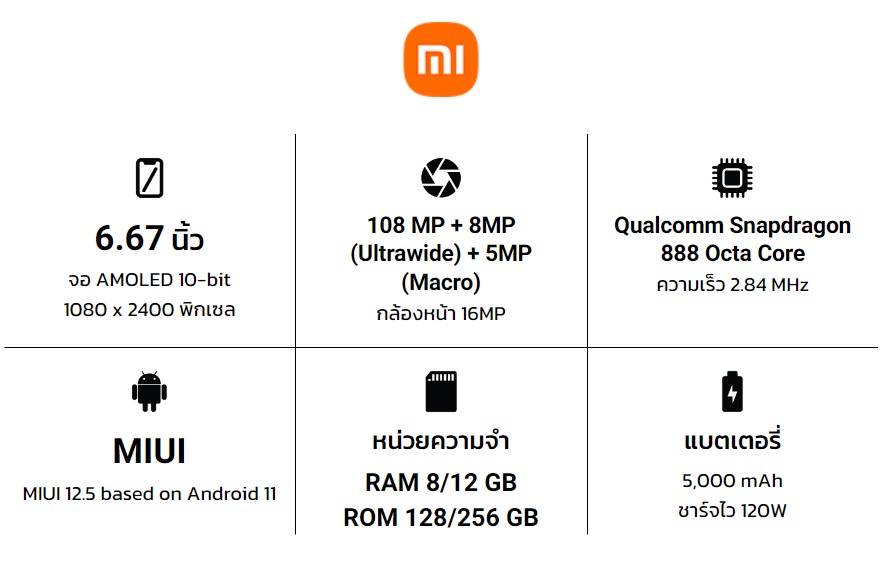 mi
6.67 นิ้ว
จอ AMOLED 10-bit
1080 x 2400 พิกเซล
108 MP + 8MP
(Ultrawide) + 5MP
(Macro)
กล้องหน้า 16MP
Qualcomm Snapdragon
888 Octa Core
ความเร็ว 2.84 MHz
MIUI
MIUI 12.5 based on Android 11
หน่วยความจำ
RAM 8/12 GB
ROM 128/256 GB
แบตเตอรี่
5,000 mAh
ชาร์จไว 120W